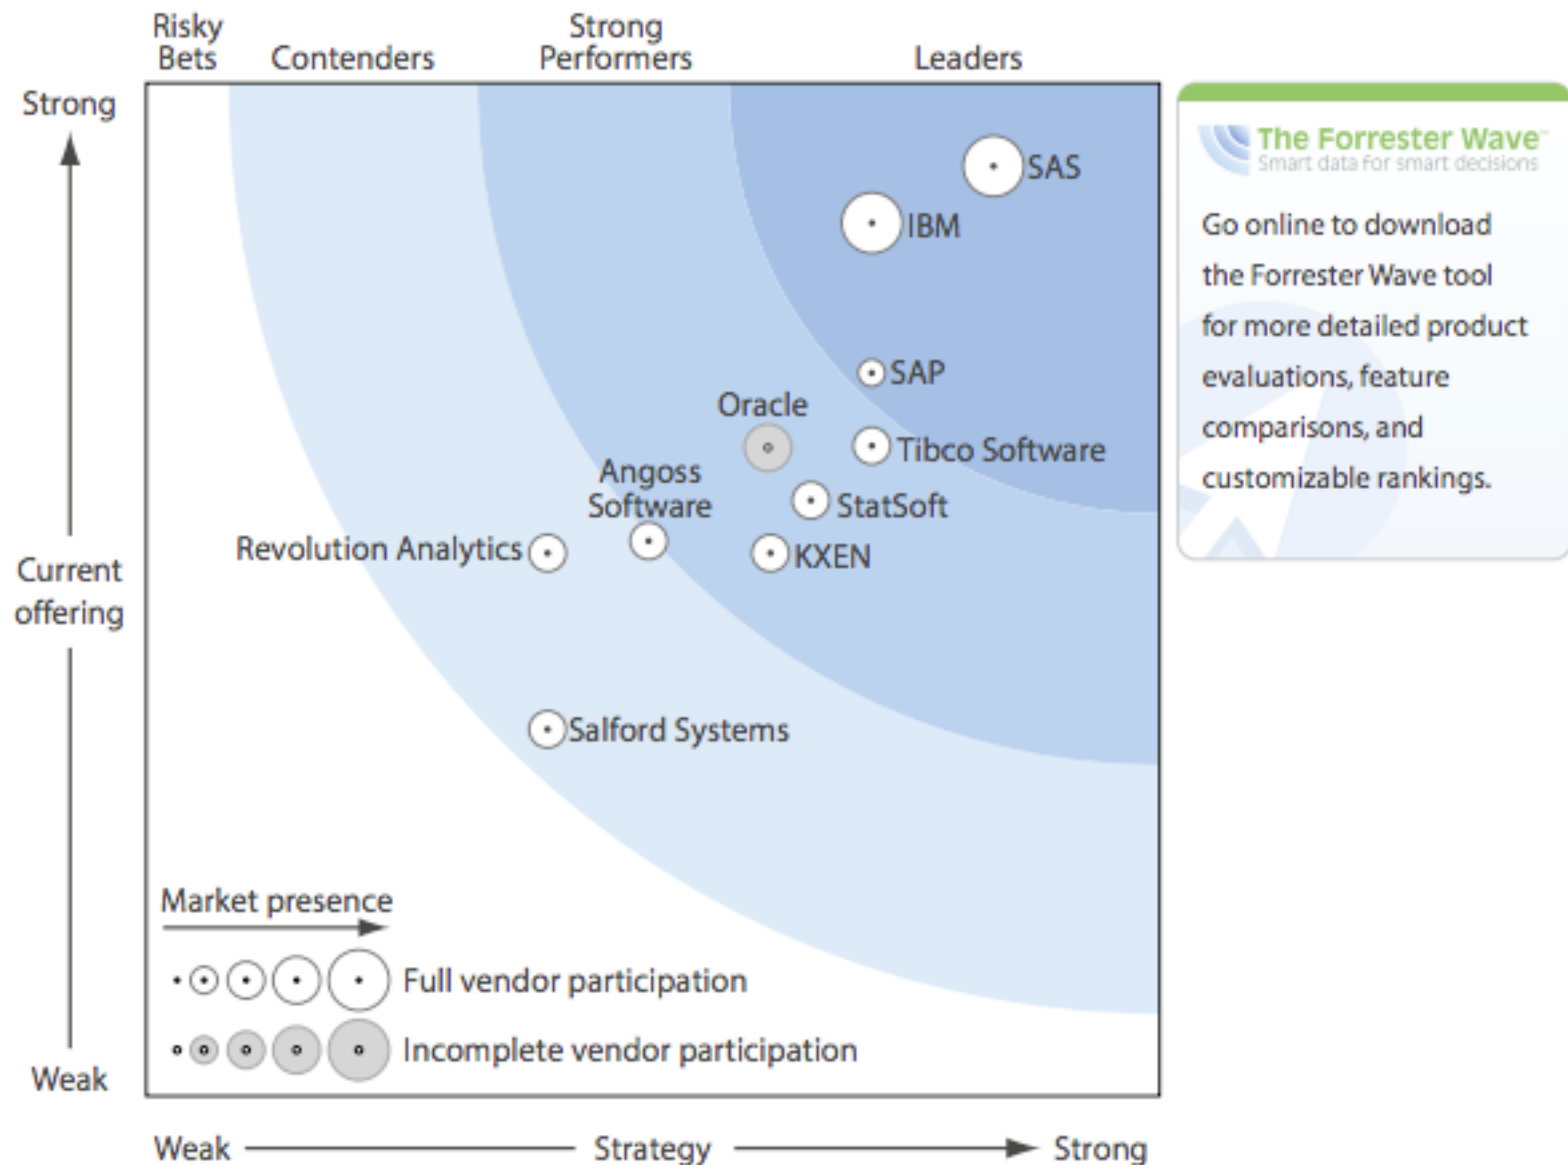 Risky
Bets
Contenders
Strong
Performers
Leaders
Strong
Current
offering
Weak
SAS
IBM
SAP
Oracle
Tibco Software
Angoss
Software
StatSoft
Revolution Analytics
KXEN
Salford Systems
Market presence
Full vendor participation
Incomplete vendor participation
Weak
Strategy
Strong
The Forrester Wave™
Smart data for smart decisions
Go online to download
the Forrester Wave tool
for more detailed product
evaluations, feature
comparisons, and
customizable rankings.